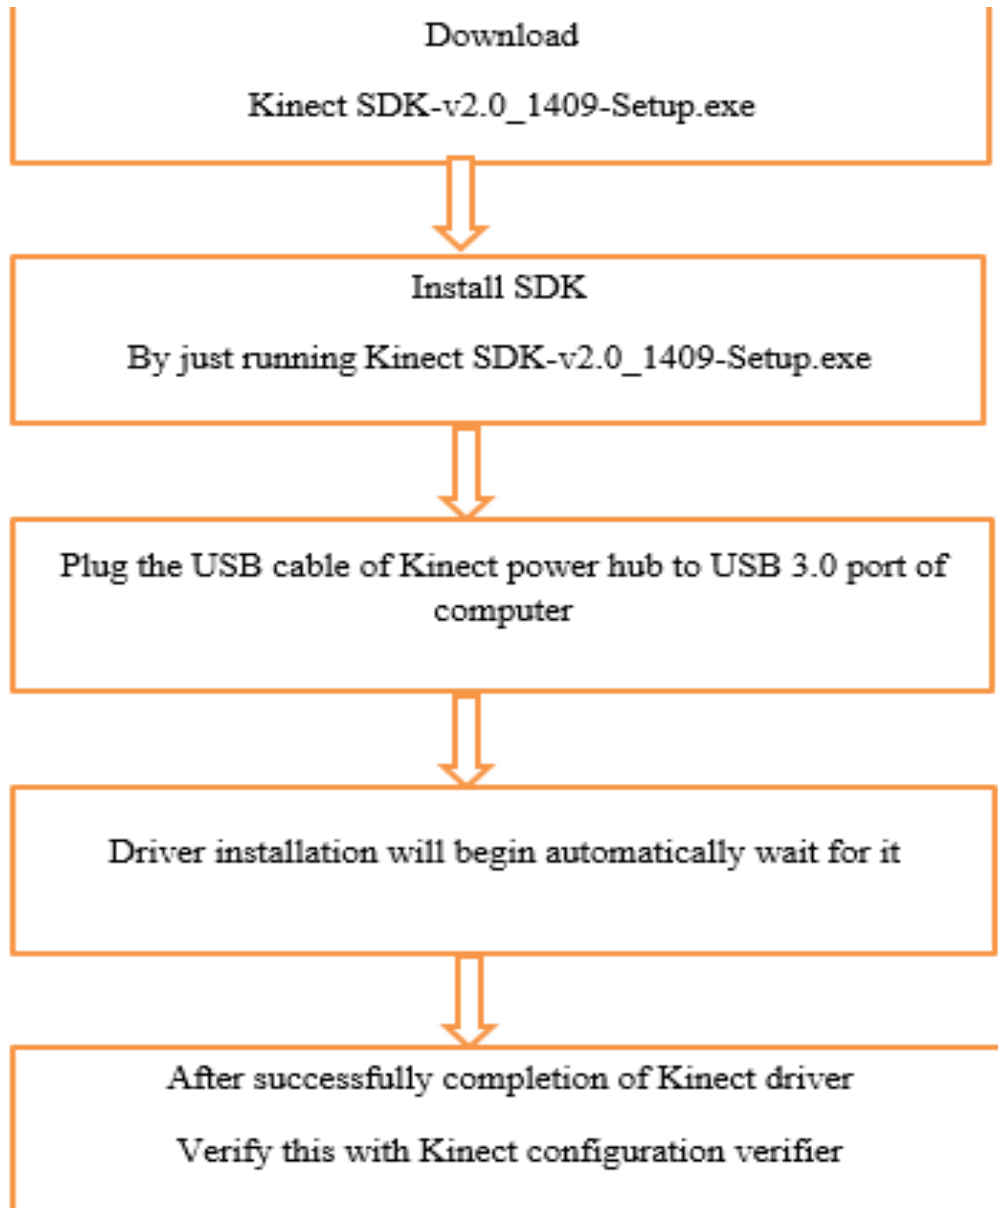 Download
Kinect SDK-v2.0_1409-Setup.exe
Install SDK
By just running Kinect SDK-v2.0_1409-Setup.exe
Plug the USB cable of Kinect power hub to USB 3.0 port of
computer
Driver installation will begin automatically wait for it
After successfully completion of Kinect driver
Verify this with Kinect configuration verifier